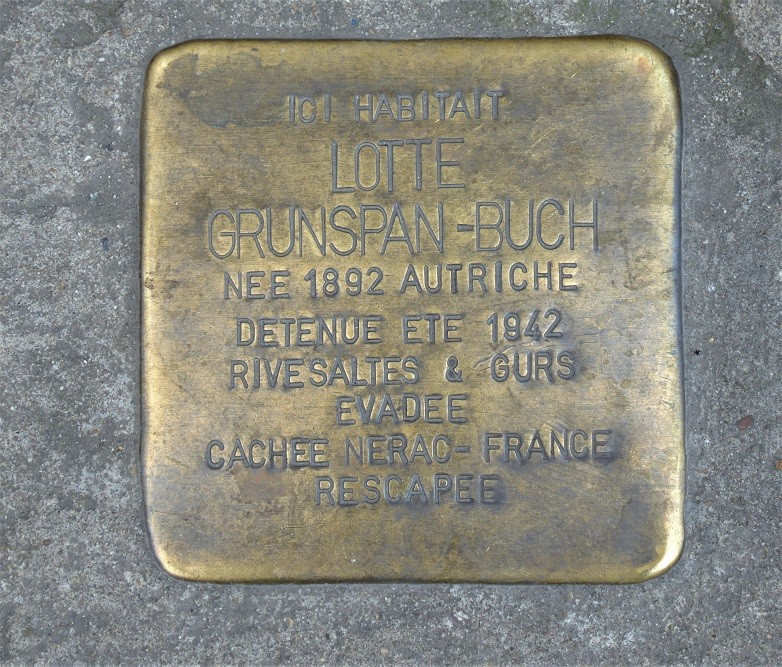 ICI HABITAIT
LOTTE
GRUNSPAN-BUCH
NEE 1892 AUTRICHE
DETENUE ETE 1942
RIVESALTES & GURS
EVADEE
CACHEE NERAC- FRANCE
RESCAPEE